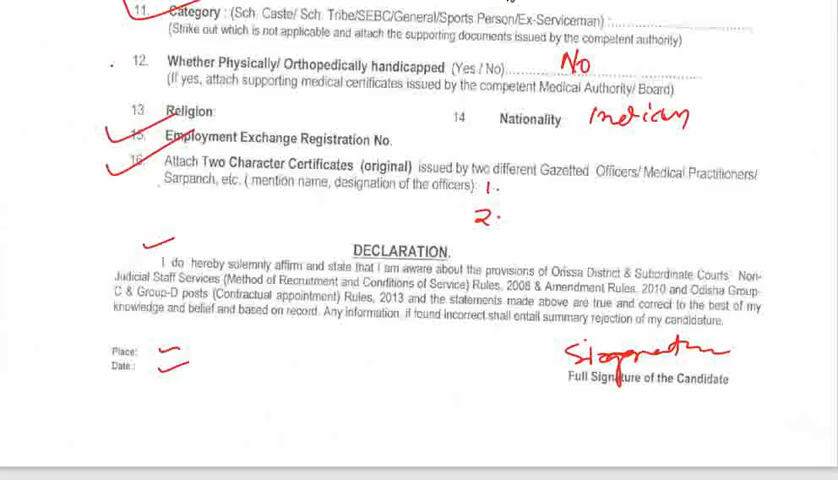 11. Category : (Sch. Caste/ Sch. Tribe/SEBC/General/Sports Person/Ex-Serviceman) :
(Strike out which is not applicable and attach the supporting documents issued by the competent authority)
12. Whether Physically/ Orthopedically handicapped (Yes / No) No
(If yes, attach supporting medical certificates issued by the competent Medical Authority/ Board)
13 Religion: 14 Nationality Indian
15. Employment Exchange Registration No.
16. Attach Two Character Certificates (original) issued by two different Gazetted Officers/ Medical Practitioners/
Sarpanch, etc. ( mention name, designation of the officers): 1.
2.
DECLARATION.
I do hereby solemnly affirm and state that I am aware about the provisions of Orissa District & Subordinate Courts Non-
Judicial Staff Services (Method of Recruitment and Conditions of Service) Rules, 2008 & Amendment Rules, 2010 and Odisha Group-
C & Group-D posts (Contractual appointment) Rules, 2013 and the statements made above are true and correct to the best of my
knowledge and belief and based on record. Any information, if found incorrect shall entail summary rejection of my candidature.
Place:
Date :
Full Signature of the Candidate